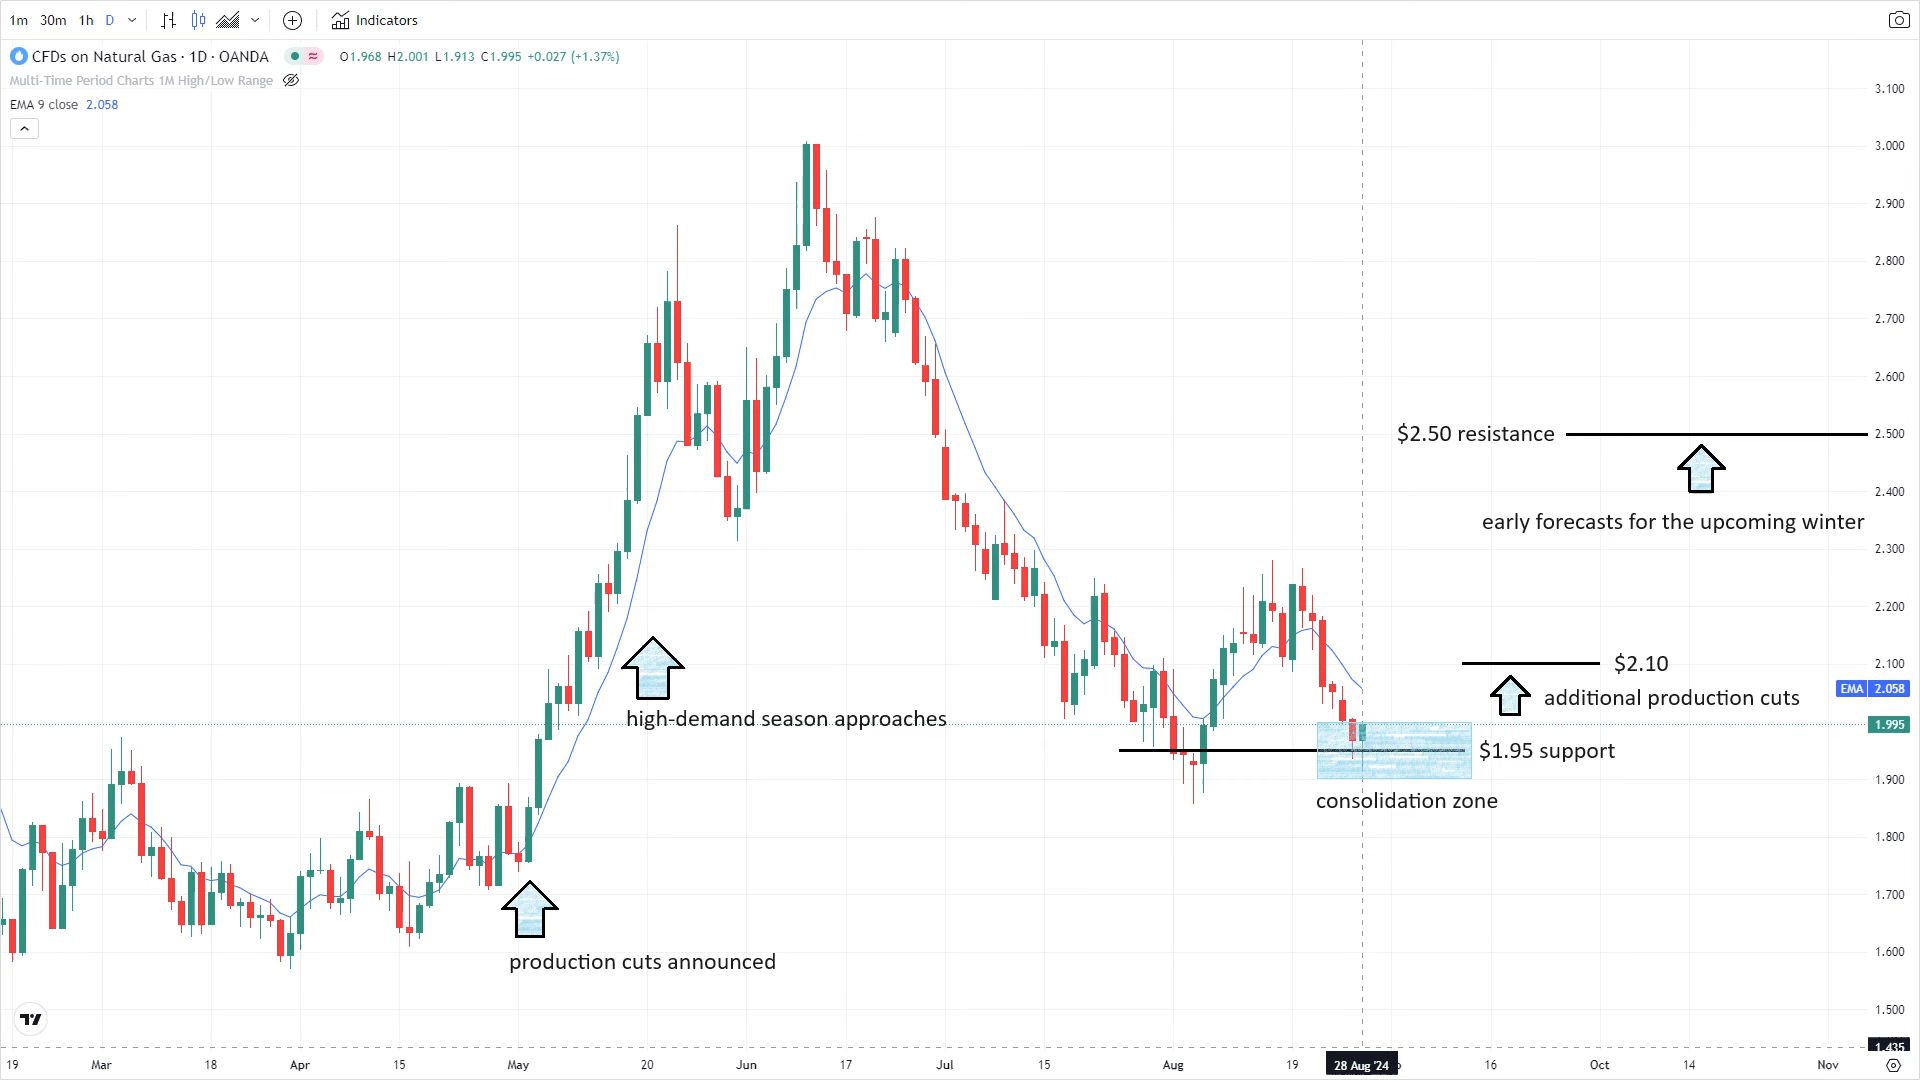 1m 30m 1h D Indicators
CFDs on Natural Gas · 1D · OANDA O1.968 H2.001 L1.913 C1.995 +0.027 (+1.37%)
Multi-Time Period Charts 1M High/Low Range
EMA 9 close 2.058
3.100
3.000
2.900
2.800
2.700
2.600
$2.50 resistance
2.500
2.400
early forecasts for the upcoming winter
2.300
2.200
$2.10
2.100
EMA 2.058
additional production cuts
high-demand season approaches
1.995
$1.95 support
1.900
consolidation zone
1.800
1.700
production cuts announced
1.600
1.500
1.435
19 Mar 18 Apr 15 May 20 Jun 17 Jul 15 Aug 19 28 Aug '24 16 Oct 14 Nov